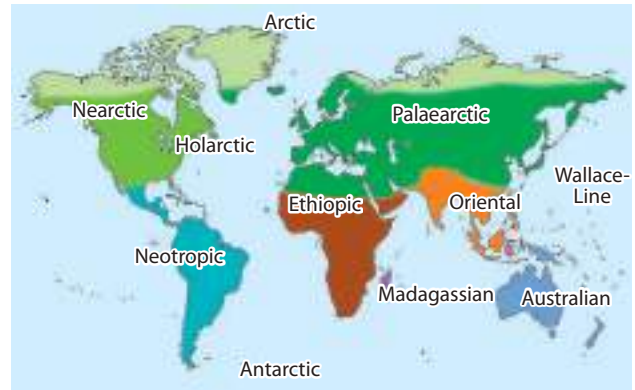 Arctic
Nearctic
Palaearctic
Holarctic
Wallace-
Line
Ethiopic
Oriental
Neotropic
Madagassian
Australian
Antarctic